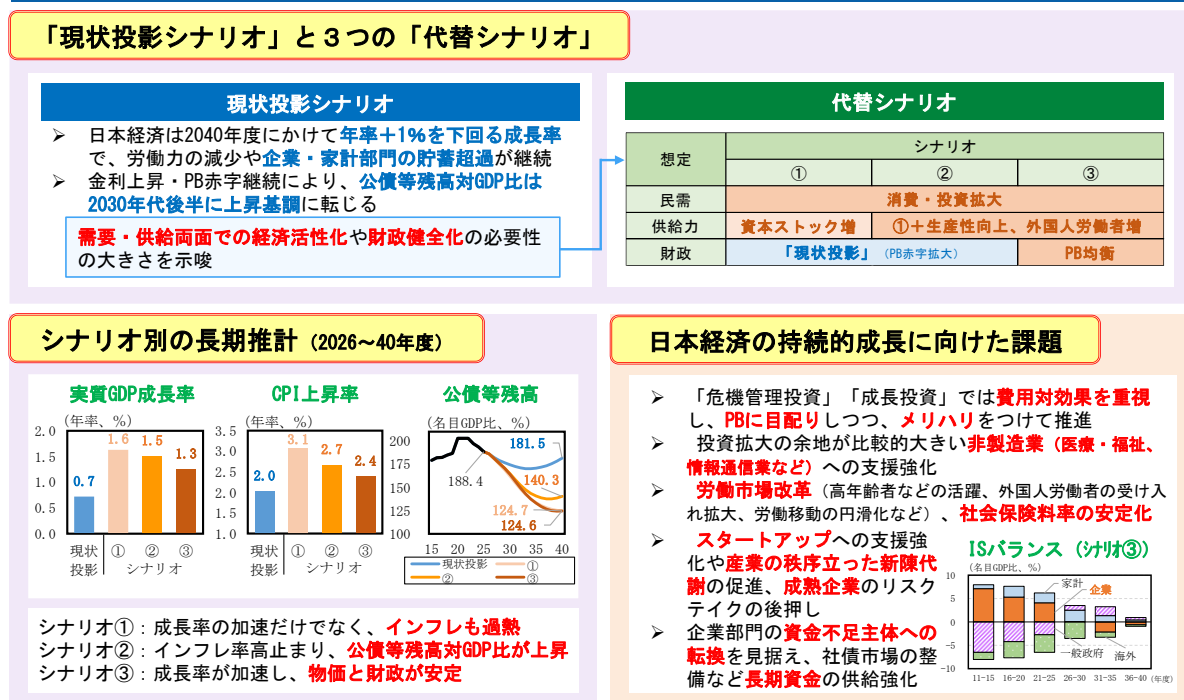 「現状投影シナリオ」と３つの「代替シナリオ」
現状投影シナリオ
➢ 日本経済は2040年度にかけて年率＋1％を下回る成長率
で、労働力の減少や企業・家計部門の貯蓄超過が継続
➢ 金利上昇・PB赤字継続により、公債等残高対GDP比は
2030年代後半に上昇基調に転じる
需要・供給両面での経済活性化や財政健全化の必要性
の大きさを示唆
代替シナリオ
想定
シナリオ
① ② ③
民需 消費・投資拡大
供給力 資本ストック増 ①＋生産性向上、外国人労働者増
財政 「現状投影」（PB赤字拡大） PB均衡
シナリオ別の長期推計（2026～40年度）
実質GDP成長率
（年率、%）
2.0
1.5
1.0
0.5
0.0
0.7
1.6
1.5
1.3
現状
投影
① ② ③
シナリオ
CPI上昇率
（年率、%）
3.5
3.0
2.5
2.0
1.5
1.0
2.0
3.1
2.7
2.4
現状
投影
① ② ③
シナリオ
公債等残高
（名目GDP比、%）
200
175
150
125
100
181.5
188.4
140.3
124.7
124.6
15 20 25 30 35 40
現状投影 ①
② ③
シナリオ①：成長率の加速だけでなく、インフレも過熱
シナリオ②：インフレ率高止まり、公債等残高対GDP比が上昇
シナリオ③：成長率が加速し、物価と財政が安定
日本経済の持続的成長に向けた課題
➢ 「危機管理投資」「成長投資」では費用対効果を重視
し、PBに目配りしつつ、メリハリをつけて推進
➢ 投資拡大の余地が比較的大きい非製造業（医療・福祉、
情報通信業など）への支援強化
➢ 労働市場改革（高年齢者などの活躍、外国人労働者の受け入
れ拡大、労働移動の円滑化など）、社会保険料率の安定化
➢ スタートアップへの支援強
化や産業の秩序立った新陳代
謝の促進、成熟企業のリスク
テイクの後押し
➢ 企業部門の資金不足主体への
転換を見据え、社債市場の整
備など長期資金の供給強化
ISバランス（シナリオ③）
（名目GDP比、%）
10
5
0
-5
-10
家計
企業
一般政府
海外
11-15 16-20 21-25 26-30 31-35 36-40（年度）